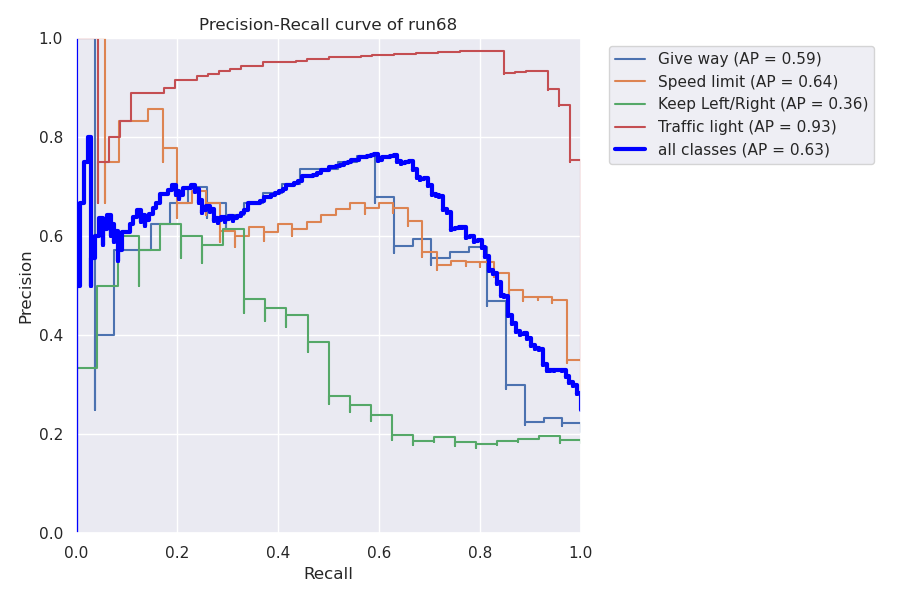 Precision-Recall curve of run68
1.0
0.8
0.6
0.4
0.2
0.0
Precision
0.0 0.2 0.4 0.6 0.8 1.0
Recall
Give way (AP = 0.59)
Speed limit (AP = 0.64)
Keep Left/Right (AP = 0.36)
Traffic light (AP = 0.93)
all classes (AP = 0.63)